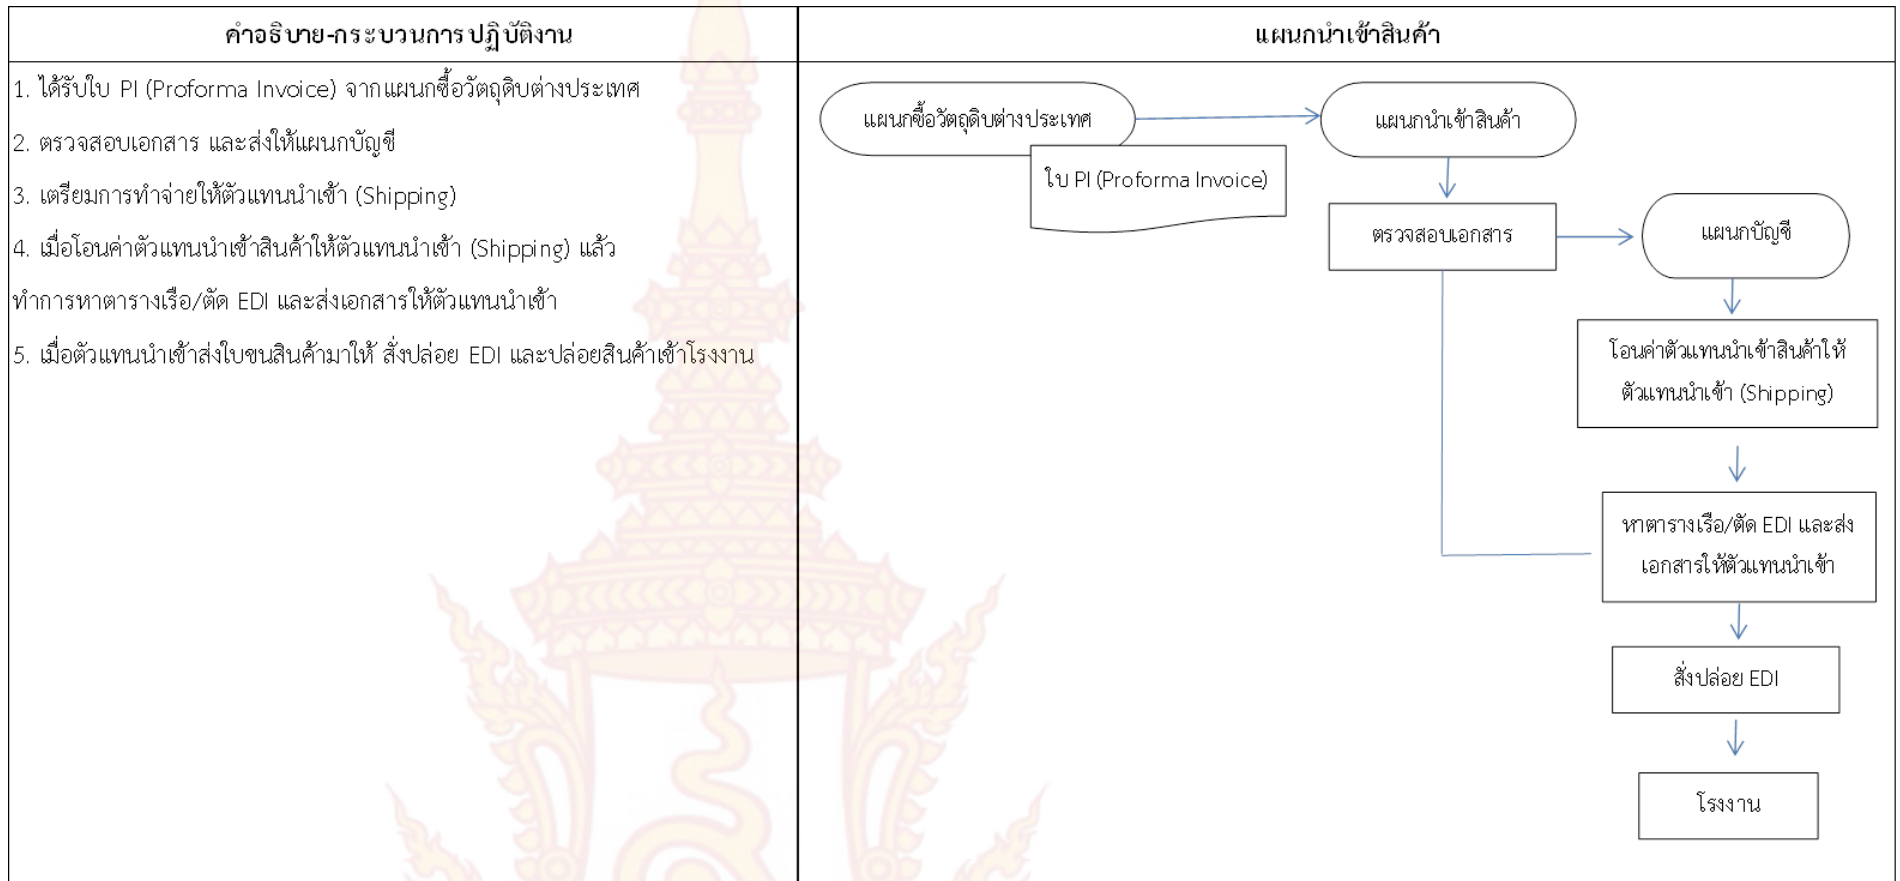 คำอธิบาย-กระบวนการปฏิบัติงาน
แผนกนำเข้าสินค้า
1. ได้รับใบ PI (Proforma Invoice) จากแผนกซื้อวัตถุดิบต่างประเทศ
2. ตรวจสอบเอกสาร และส่งให้แผนกบัญชี
3. เตรียมการทำจ่ายให้ตัวแทนนำเข้า (Shipping)
4. เมื่อโอนค่าตัวแทนนำเข้าสินค้าให้ตัวแทนนำเข้า (Shipping) แล้ว
ทำการหาตารางเรือ/ตัด EDI และส่งเอกสารให้ตัวแทนนำเข้า
5. เมื่อตัวแทนนำเข้าส่งใบขนสินค้ามาให้ สั่งปล่อย EDI และปล่อยสินค้าเข้าโรงงาน
แผนกซื้อวัตถุดิบต่างประเทศ
แผนกนำเข้าสินค้า
ใบ PI (Proforma Invoice)
ตรวจสอบเอกสาร
แผนกบัญชี
โอนค่าตัวแทนนำเข้าสินค้าให้
ตัวแทนนำเข้า (Shipping)
หาตารางเรือ/ตัด EDI และส่ง
เอกสารให้ตัวแทนนำเข้า
สั่งปล่อย EDI
โรงงาน